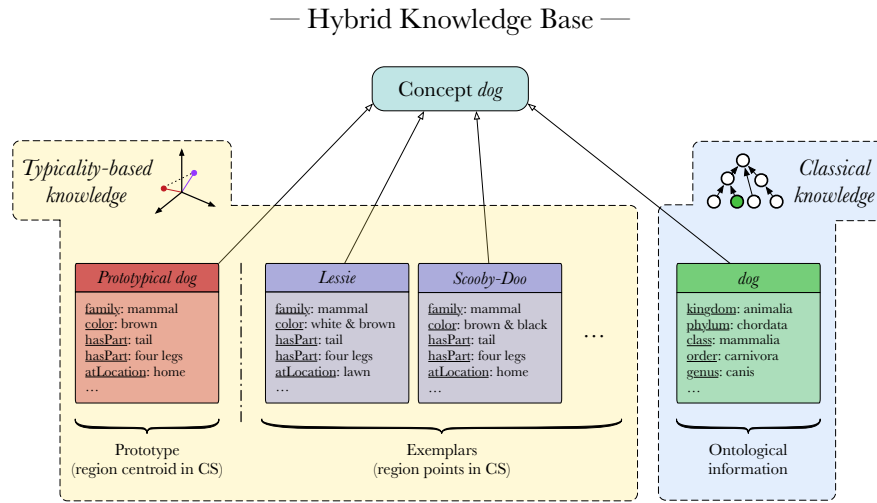 — Hybrid Knowledge Base —
Concept dog
Typicality-based
knowledge
Classical
knowledge
Prototypical dog
family: mammal
color: brown
hasPart: tail
hasPart: four legs
atLocation: home
…
Lessie
family: mammal
color: white & brown
hasPart: tail
hasPart: four legs
atLocation: lawn
…
Scooby-Doo
family: mammal
color: brown & black
hasPart: tail
hasPart: four legs
atLocation: home
…
…
dog
kingdom: animalia
phylum: chordata
class: mammalia
order: carnivora
genus: canis
…
Prototype
(region centroid in CS)
Exemplars
(region points in CS)
Ontological
information